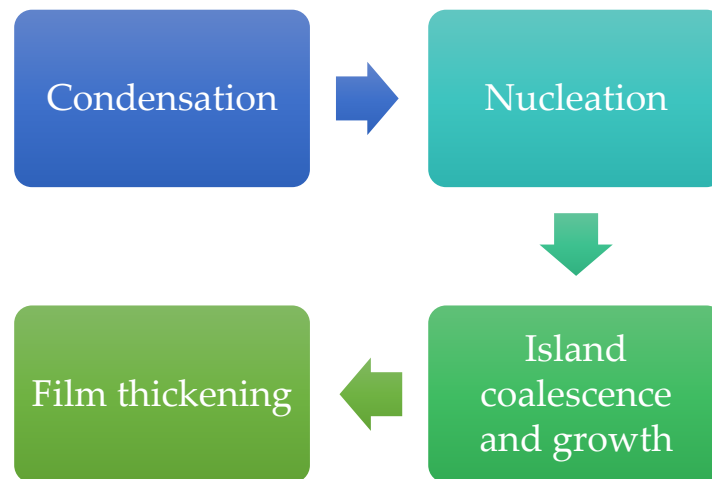 Condensation
Nucleation
Island
coalescence
and growth
Film thickening